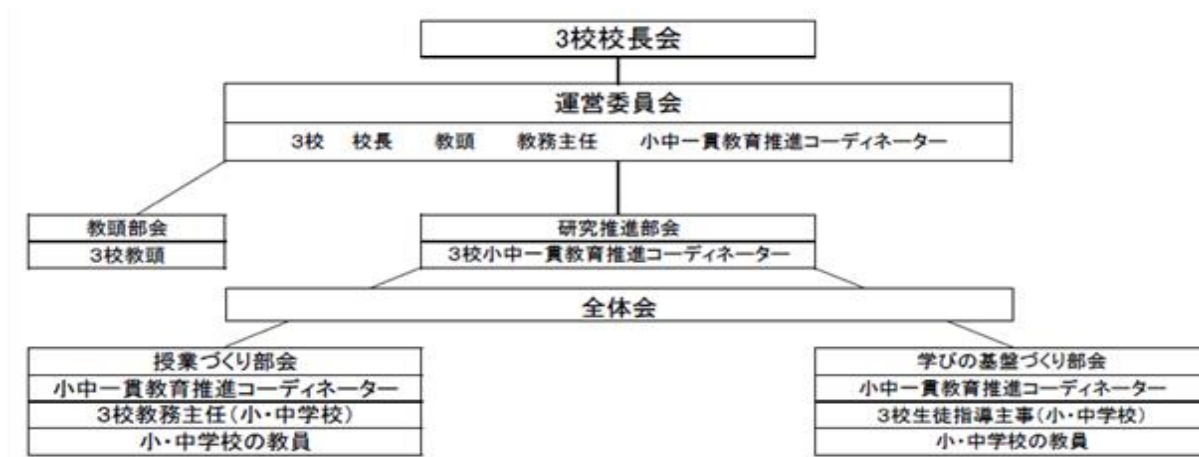 3校校長会
運営委員会
3校 校長 教頭 教務主任 小中一貫教育推進コーディネーター
教頭部会
3校教頭
研究推進部会
3校小中一貫教育推進コーディネーター
全体会
授業づくり部会
小中一貫教育推進コーディネーター
3校教務主任(小・中学校)
小・中学校の教員
学びの基盤づくり部会
小中一貫教育推進コーディネーター
3校生徒指導主事(小・中学校)
小・中学校の教員